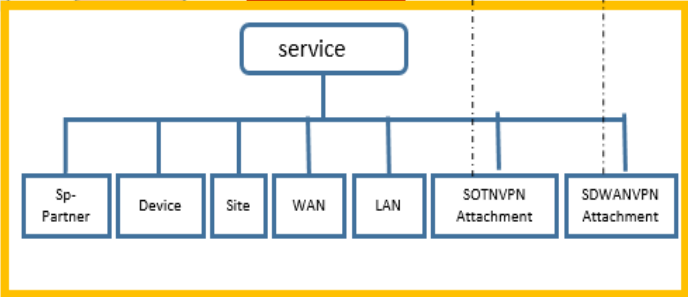 service
Sp-
Partner
Device
Site
WAN
LAN
SOTNVPN
Attachment
SDWANVPN
Attachment